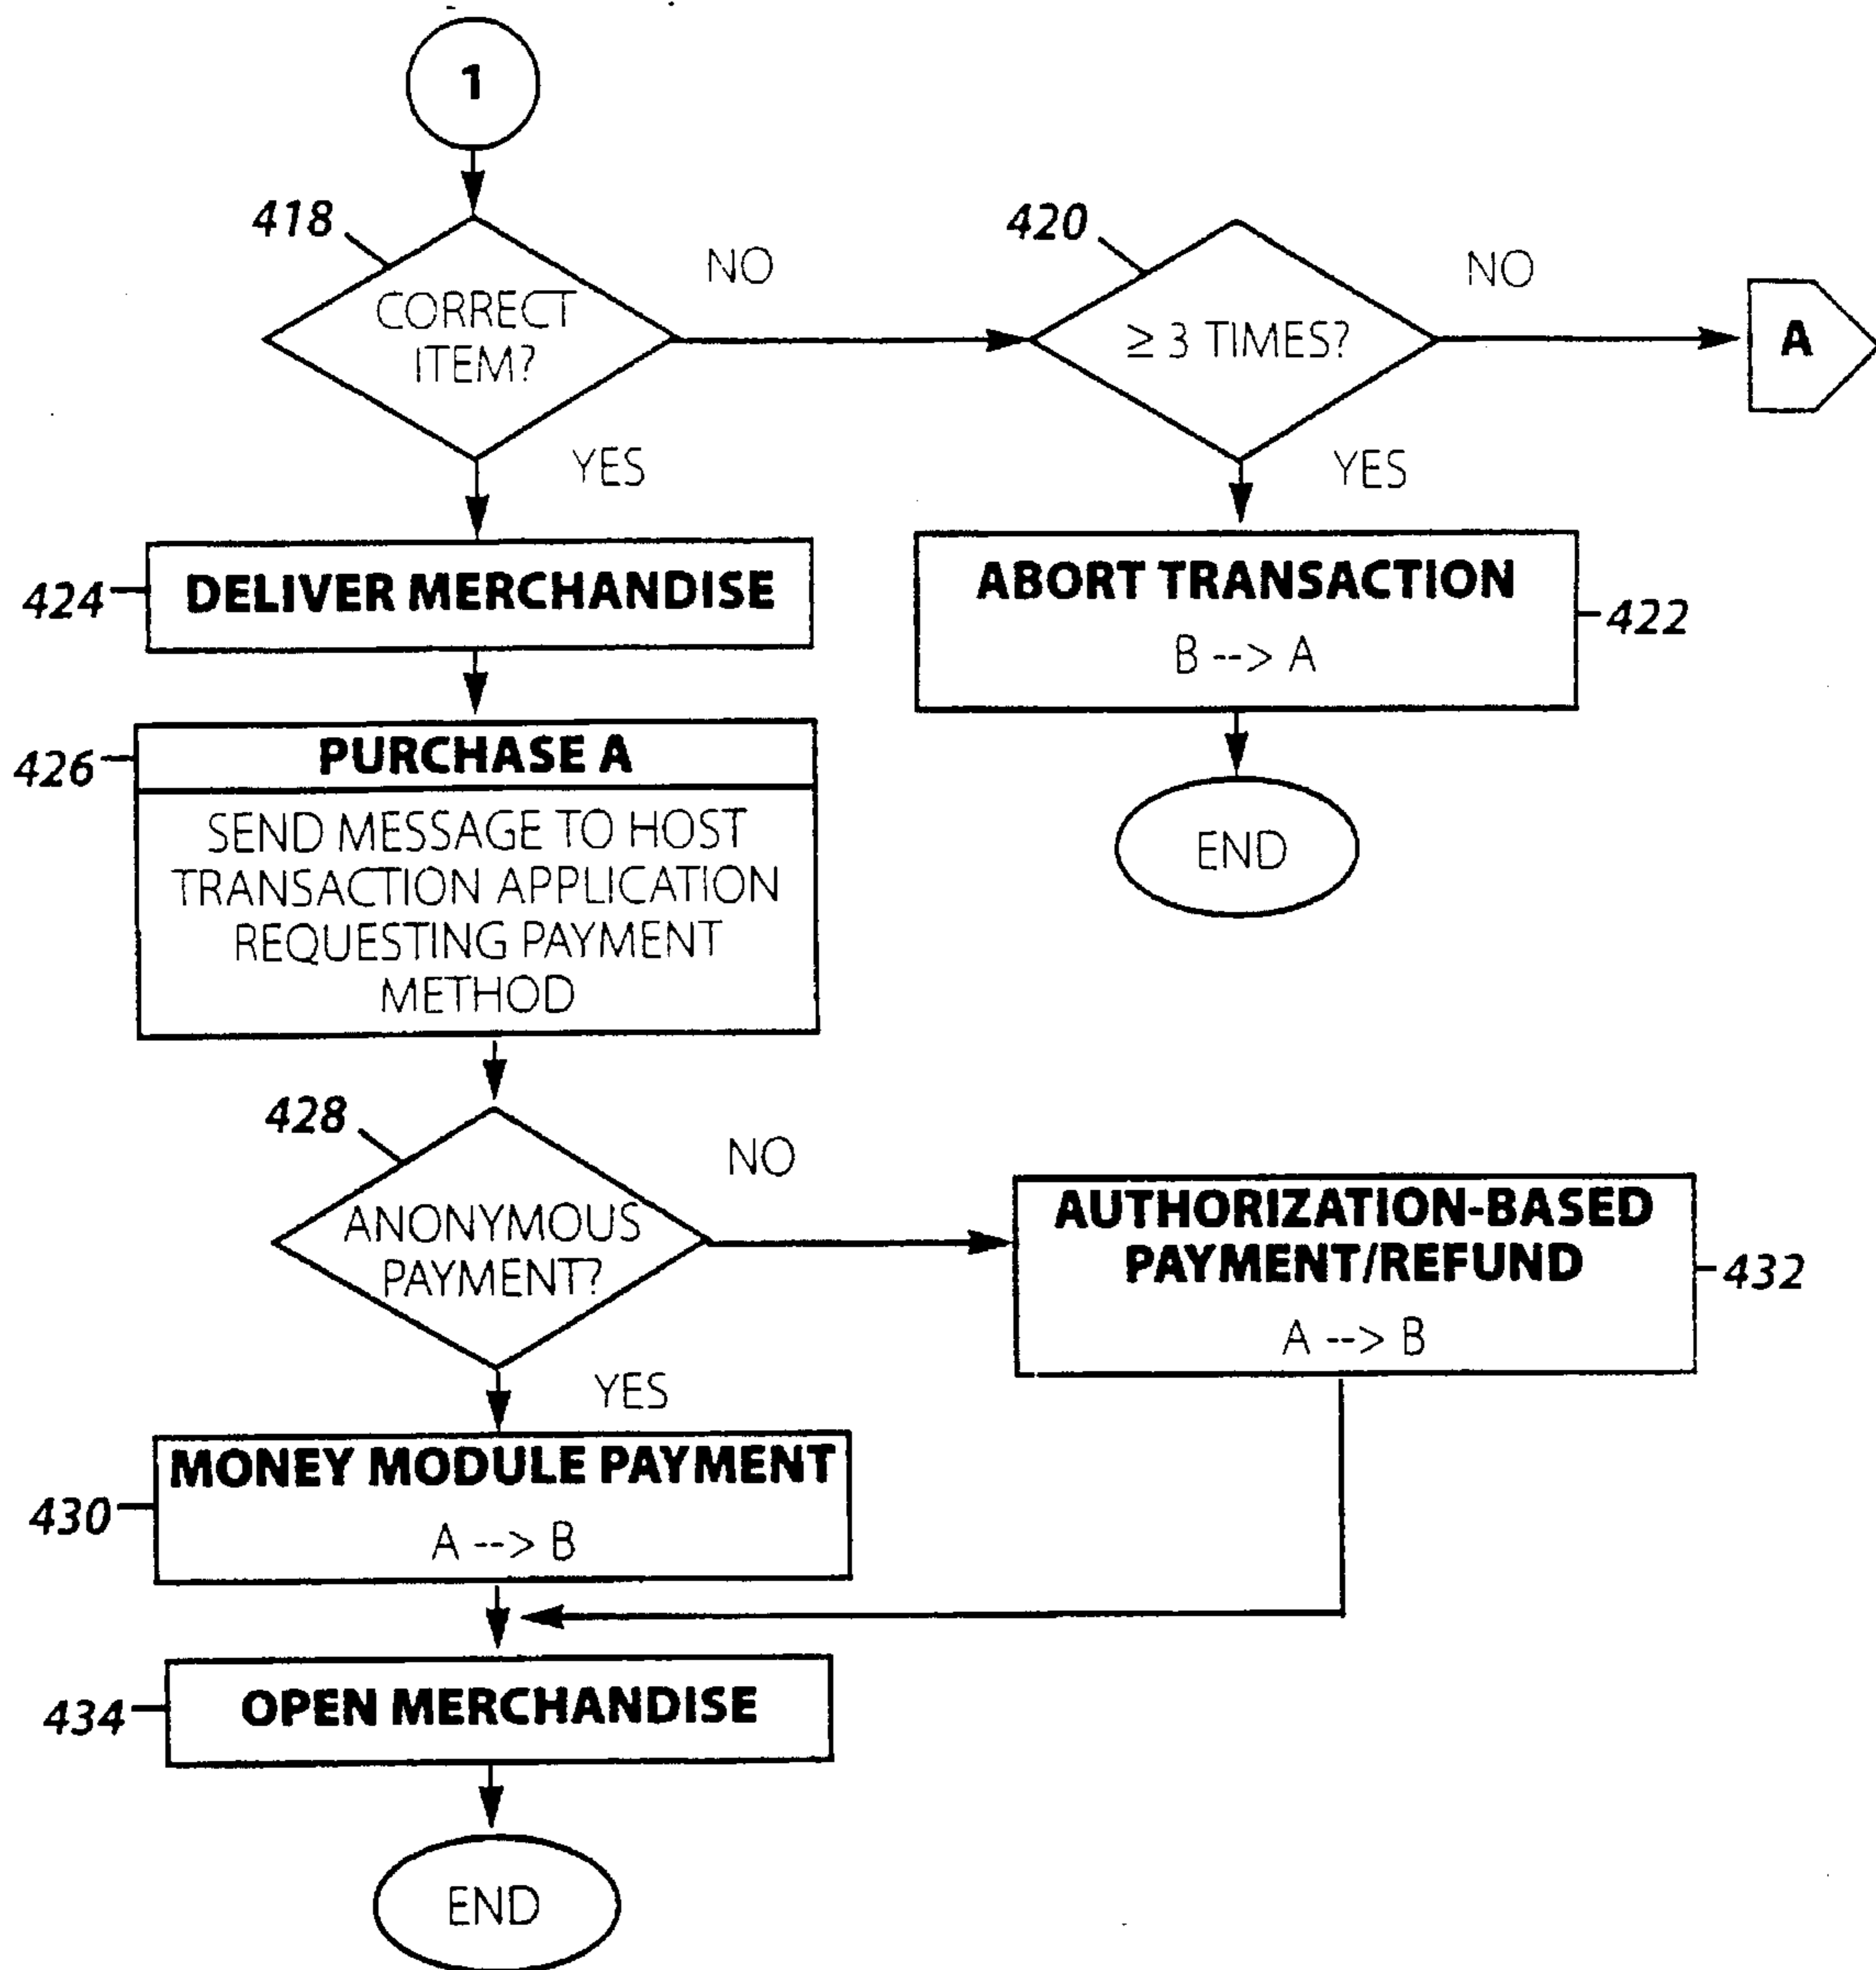 1
418
CORRECT
ITEM?
NO
YES
420
≥ 3 TIMES?
NO
YES
A
424
DELIVER MERCHANDISE
ABORT TRANSACTION
B --> A
422
END
426
PURCHASE A
SEND MESSAGE TO HOST
TRANSACTION APPLICATION
REQUESTING PAYMENT
METHOD
428
ANONYMOUS
PAYMENT?
NO
YES
AUTHORIZATION-BASED
PAYMENT/REFUND
A --> B
432
MONEY MODULE PAYMENT
A --> B
430
434
OPEN MERCHANDISE
END